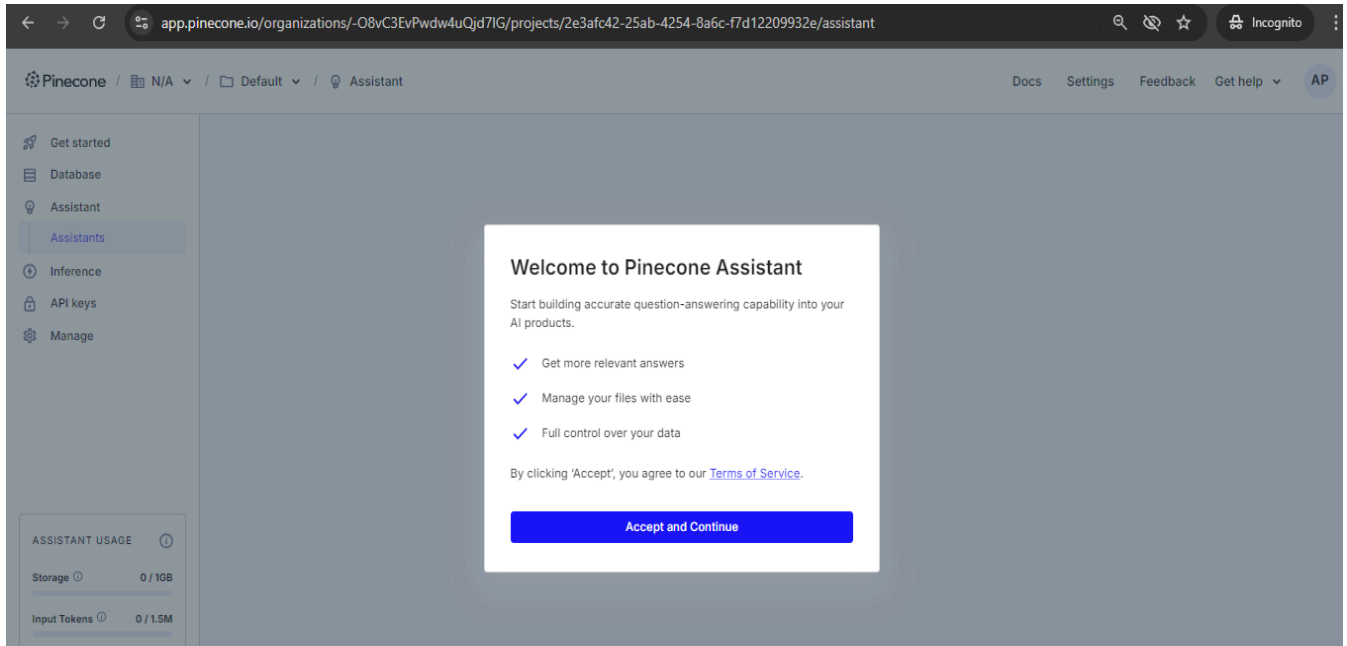 app.pinecone.io/organizations/-O8vC3EvPwdw4uQjd7IG/projects/2e3afc42-25ab-4254-8a6c-f7d12209932e/assistant
Incognito
Pinecone / N/A / Default / Assistant
Docs Settings Feedback Get help AP
Get started
Database
Assistant
Assistants
Inference
API keys
Manage
Welcome to Pinecone Assistant
Start building accurate question-answering capability into your
AI products.
Get more relevant answers
Manage your files with ease
Full control over your data
By clicking 'Accept', you agree to our Terms of Service.
Accept and Continue
ASSISTANT USAGE
Storage 0 / 1GB
Input Tokens 0 / 1.5M